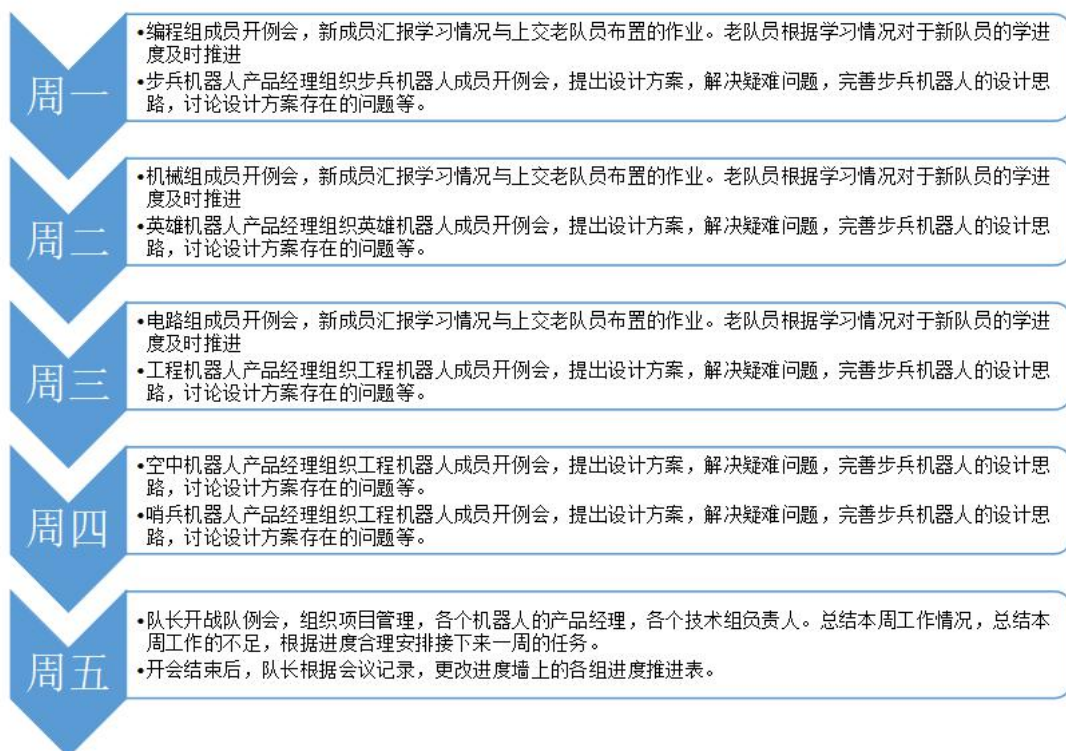 周一
•编程组成员开例会，新成员汇报学习情况与上交老队员布置的作业。老队员根据学习情况对于新队员的学进
度及时推进
•步兵机器人产品经理组织步兵机器人成员开例会，提出设计方案，解决疑难问题，完善步兵机器人的设计思
路，讨论设计方案存在的问题等。
周二
•机械组成员开例会，新成员汇报学习情况与上交老队员布置的作业。老队员根据学习情况对于新队员的学进
度及时推进
•英雄机器人产品经理组织英雄机器人成员开例会，提出设计方案，解决疑难问题，完善步兵机器人的设计思
路，讨论设计方案存在的问题等。
周三
•电路组成员开例会，新成员汇报学习情况与上交老队员布置的作业。老队员根据学习情况对于新队员的学进
度及时推进
•工程机器人产品经理组织工程机器人成员开例会，提出设计方案，解决疑难问题，完善步兵机器人的设计思
路，讨论设计方案存在的问题等。
周四
•空中机器人产品经理组织工程机器人成员开例会，提出设计方案，解决疑难问题，完善步兵机器人的设计思
路，讨论设计方案存在的问题等。
•哨兵机器人产品经理组织工程机器人成员开例会，提出设计方案，解决疑难问题，完善步兵机器人的设计思
路，讨论设计方案存在的问题等。
周五
•队长开战队例会，组织项目管理，各个机器人的产品经理，各个技术组负责人。总结本周工作情况，总结本
周工作的不足，根据进度合理安排接下来一周的任务。
•开会结束后，队长根据会议记录，更改进度墙上的各组进度推进表。